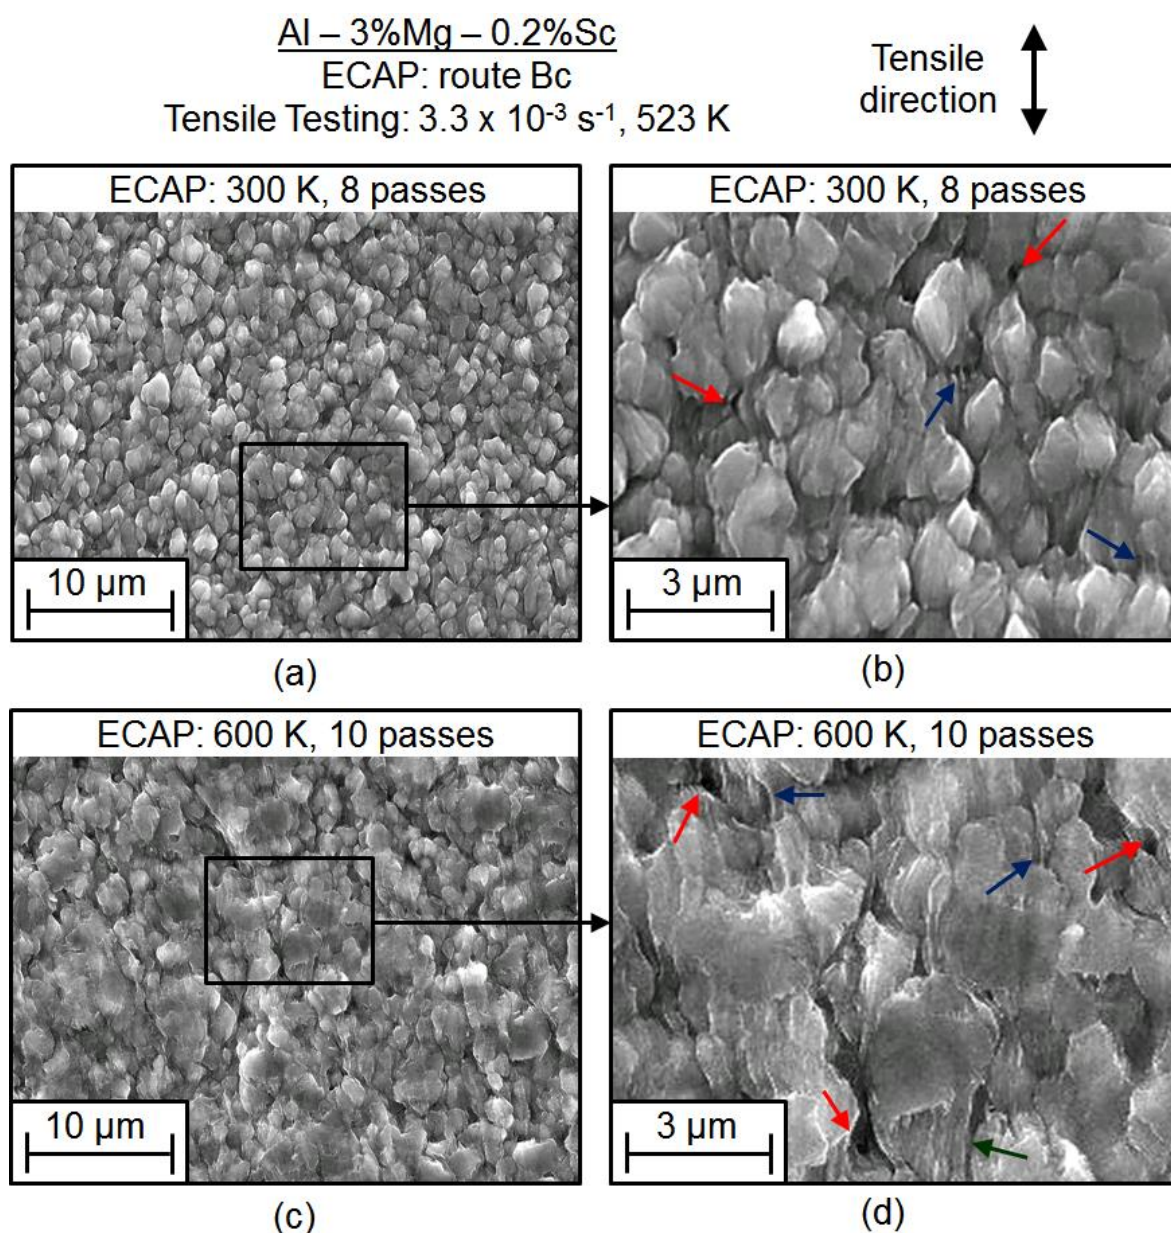 Al – 3%Mg – 0.2%Sc
ECAP: route Bc
Tensile Testing: 3.3 x 10⁻³ s⁻¹, 523 K
Tensile
direction
ECAP: 300 K, 8 passes
ECAP: 300 K, 8 passes
10 µm
3 µm
(a)
(b)
ECAP: 600 K, 10 passes
ECAP: 600 K, 10 passes
10 µm
3 µm
(c)
(d)